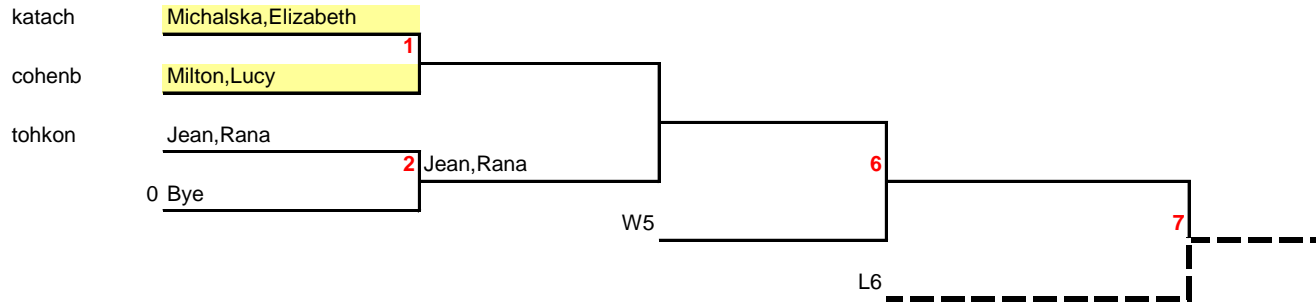 katach Michalska,Elizabeth
1
cohenb Milton,Lucy
tohkon Jean,Rana
2 Jean,Rana 6
0 Bye
W5 7
L6